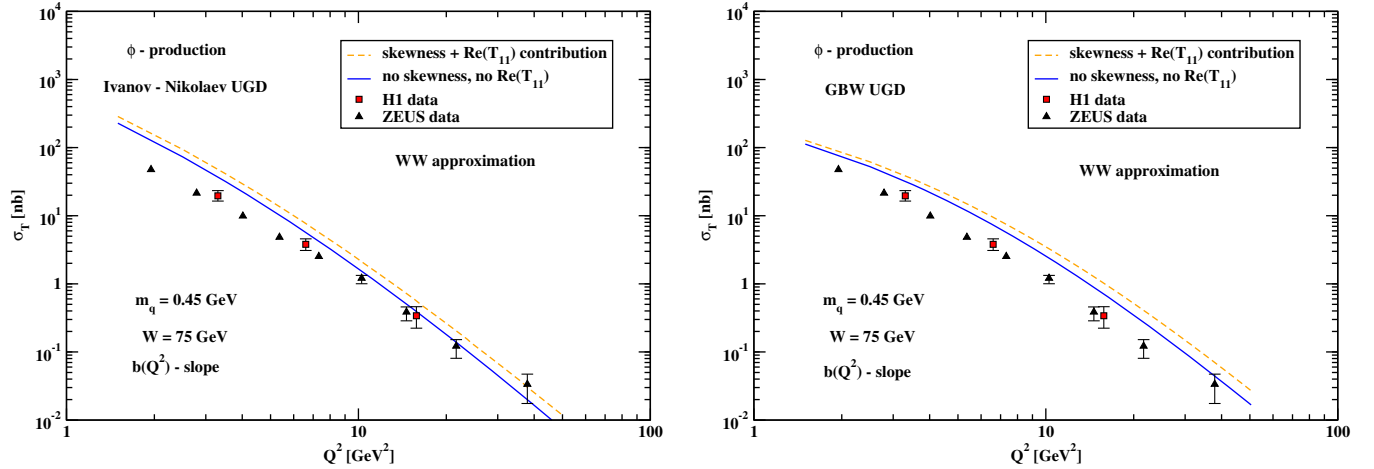 10^4
10^3
10^2
10^1
1
10^-1
10^-2
σ_T [nb]
ϕ - production
Ivanov - Nikolaev UGD
skewness + Re(T_11) contribution
no skewness, no Re(T_11)
H1 data
ZEUS data
WW approximation
m_q = 0.45 GeV
W = 75 GeV
b(Q^2) - slope
1
10
100
Q^2 [GeV^2]
10^4
10^3
10^2
10^1
1
10^-1
10^-2
σ_T [nb]
ϕ - production
GBW UGD
skewness + Re(T_11) contribution
no skewness, no Re(T_11)
H1 data
ZEUS data
WW approximation
m_q = 0.45 GeV
W = 75 GeV
b(Q^2) - slope
1
10
100
Q^2 [GeV^2]